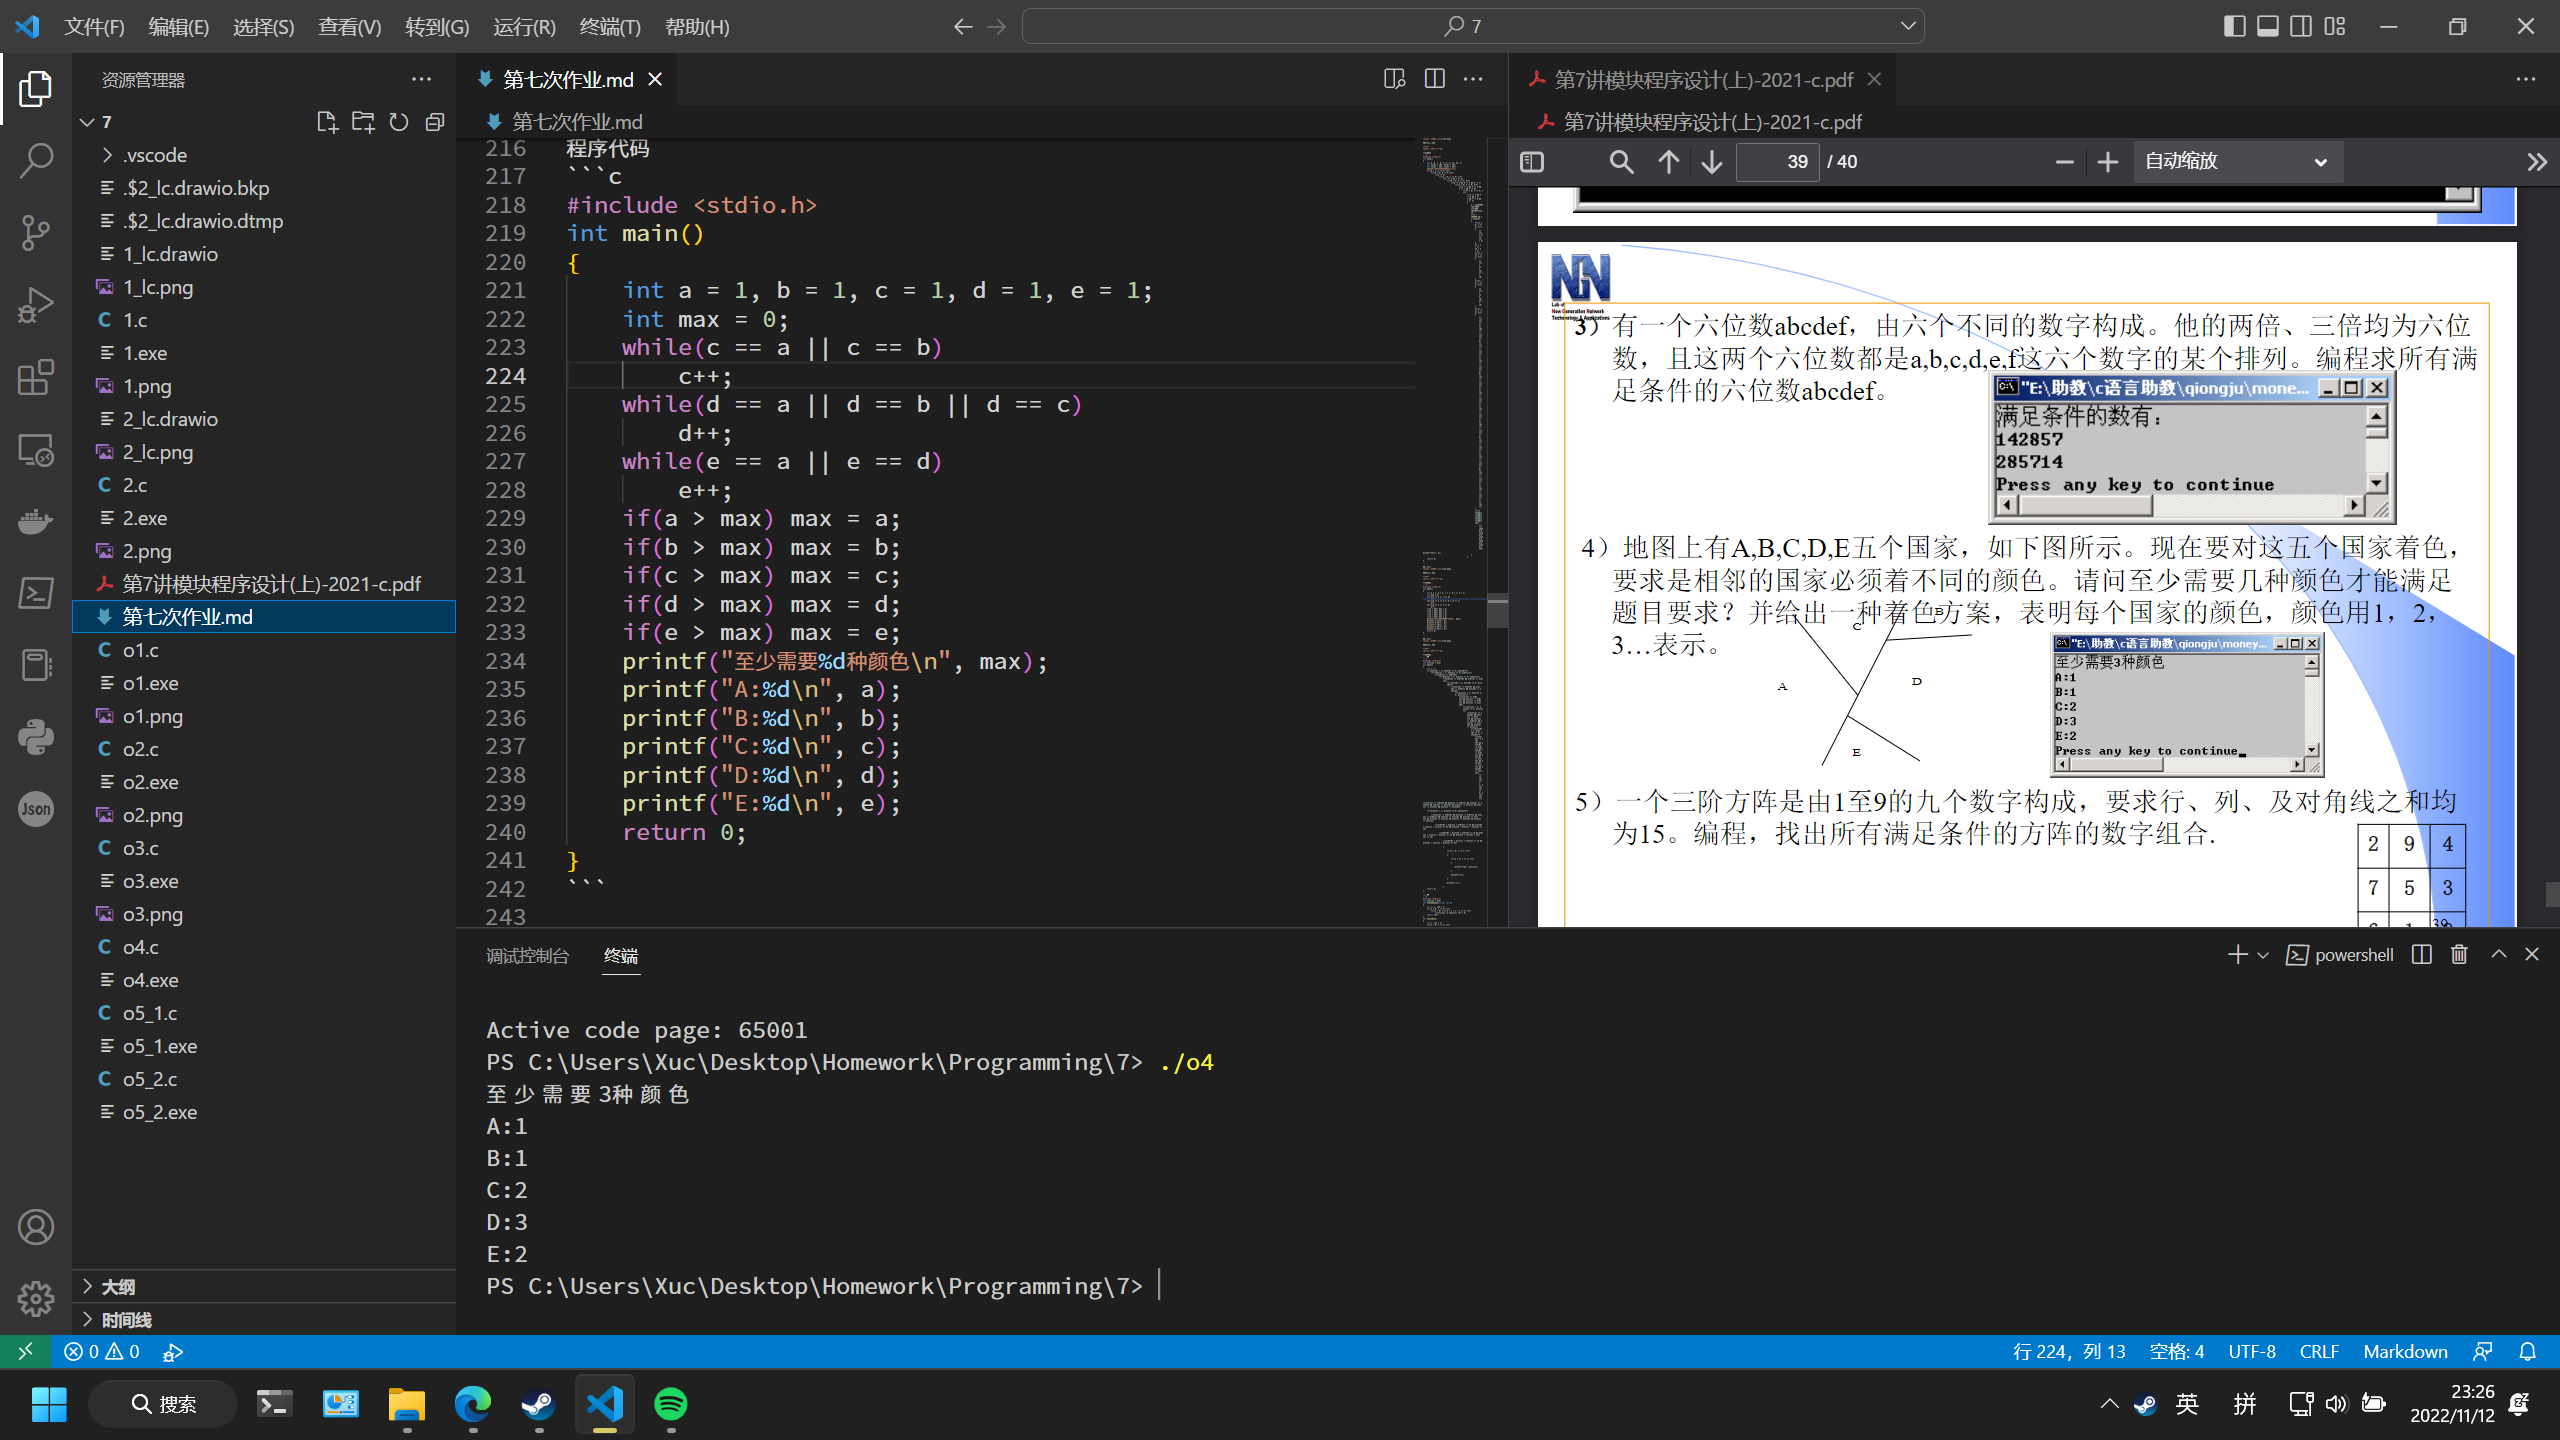 文件(F) 编辑(E) 选择(S) 查看(V) 转到(G) 运行(R) 终端(T) 帮助(H)
7
资源管理器
7
.vscode
.$2_lc.drawio.bkp
.$2_lc.drawio.dtmp
1_lc.drawio
1_lc.png
1.c
1.exe
1.png
2_lc.drawio
2_lc.png
2.c
2.exe
2.png
第7讲模块程序设计(上)-2021-c.pdf
第七次作业.md
o1.c
o1.exe
o1.png
o2.c
o2.exe
o2.png
o3.c
o3.exe
o3.png
o4.c
o4.exe
o5_1.c
o5_1.exe
o5_2.c
o5_2.exe
大纲
时间线
第七次作业.md
第七次作业.md
216 程序代码
217 ```c
218 #include <stdio.h>
219 int main()
220 {
221 int a = 1, b = 1, c = 1, d = 1, e = 1;
222 int max = 0;
223 while(c == a || c == b)
224 c++;
225 while(d == a || d == b || d == c)
226 d++;
227 while(e == a || e == d)
228 e++;
229 if(a > max) max = a;
230 if(b > max) max = b;
231 if(c > max) max = c;
232 if(d > max) max = d;
233 if(e > max) max = e;
234 printf("至少需要%d种颜色\n", max);
235 printf("A:%d\n", a);
236 printf("B:%d\n", b);
237 printf("C:%d\n", c);
238 printf("D:%d\n", d);
239 printf("E:%d\n", e);
240 return 0;
241 }
242 ```
243
第7讲模块程序设计(上)-2021-c.pdf
第7讲模块程序设计(上)-2021-c.pdf
39 / 40
自动缩放
NGN
Lab of
New Generation Network
Technology & Applications
3）有一个六位数abcdef，由六个不同的数字构成。他的两倍、三倍均为六位
数，且这两个六位数都是a,b,c,d,e,f这六个数字的某个排列。编程求所有满
足条件的六位数abcdef。
"E:\助教\c语言助教\qiongju\mone...
满足条件的数有:
142857
285714
Press any key to continue
4）地图上有A,B,C,D,E五个国家，如下图所示。现在要对这五个国家着色，
要求是相邻的国家必须着不同的颜色。请问至少需要几种颜色才能满足
题目要求？并给出一种着色方案，表明每个国家的颜色，颜色用1，2，
3…表示。
B
C
A
D
E
"E:\助教\c语言助教\qiongju\money...
至少需要3种颜色
A:1
B:1
C:2
D:3
E:2
Press any key to continue
5）一个三阶方阵是由1至9的九个数字构成，要求行、列、及对角线之和均
为15。编程，找出所有满足条件的方阵的数字组合.
2 9 4
7 5 3
39
调试控制台 终端
powershell
Active code page: 65001
PS C:\Users\Xuc\Desktop\Homework\Programming\7> ./o4
至少需要3种颜色
A:1
B:1
C:2
D:3
E:2
PS C:\Users\Xuc\Desktop\Homework\Programming\7>
0 0
行 224，列 13 空格: 4 UTF-8 CRLF Markdown
搜索
英 拼
23:26
2022/11/12
Json